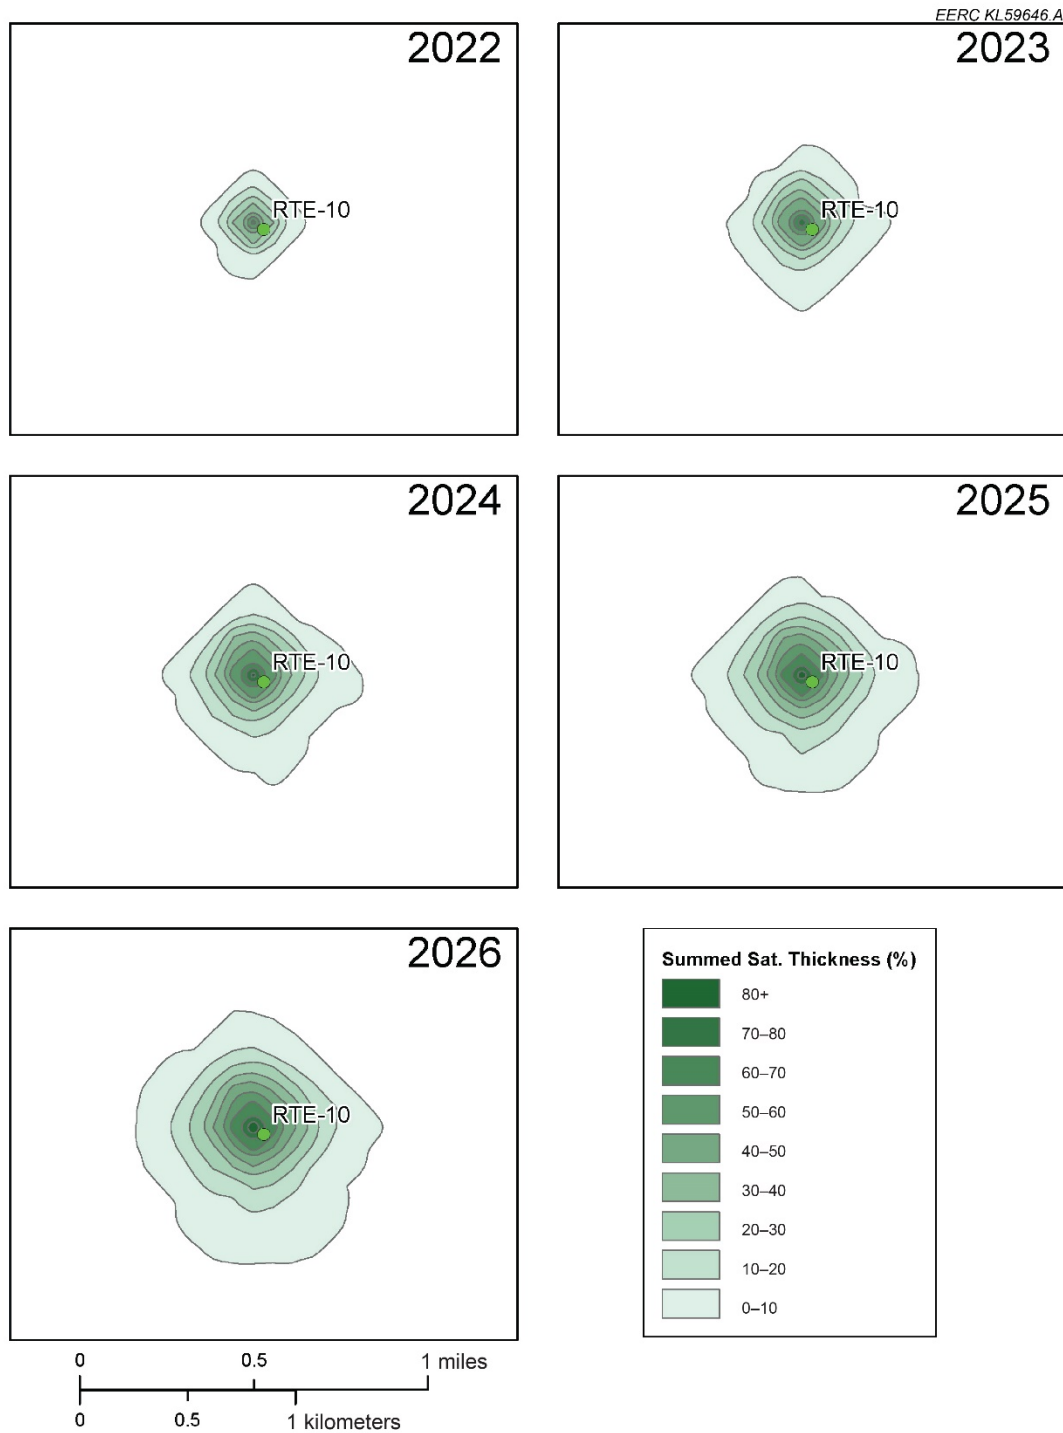 EERC KL59646.A
2022
RTE-10
2023
RTE-10
2024
RTE-10
2025
RTE-10
2026
RTE-10
Summed Sat. Thickness (%)
80+
70–80
60–70
50–60
40–50
30–40
20–30
10–20
0–10
0 0.5 1 miles
0 0.5 1 kilometers